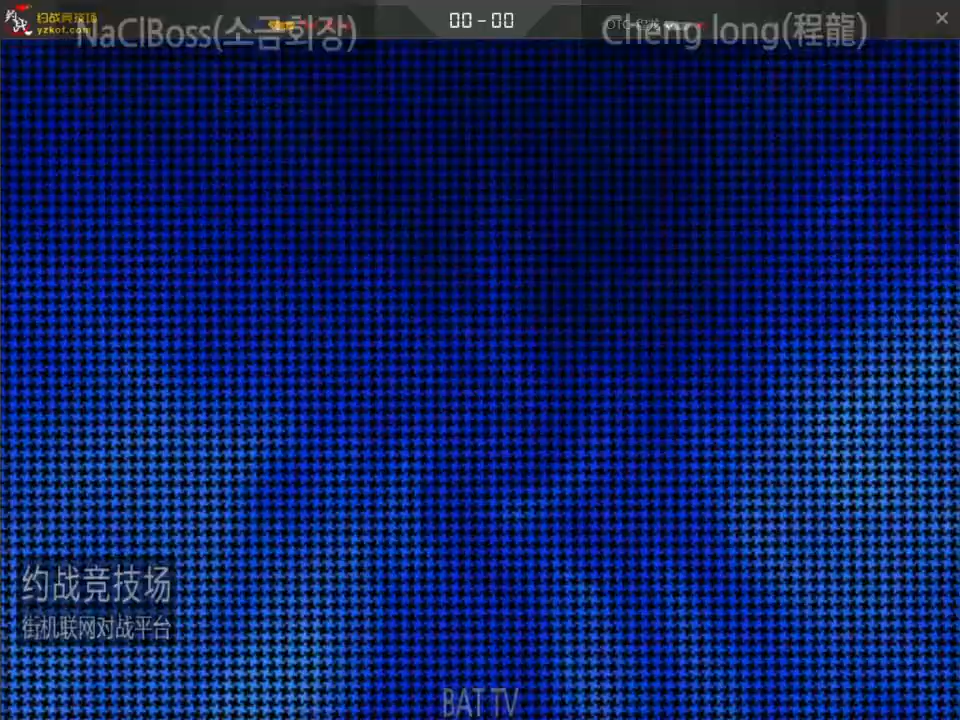 约战竞技场
yzkof.com
NaClBoss(소금회장)
00-00
Cheng long(程龍)
约战竞技场
街机联网对战平台
BAT TV